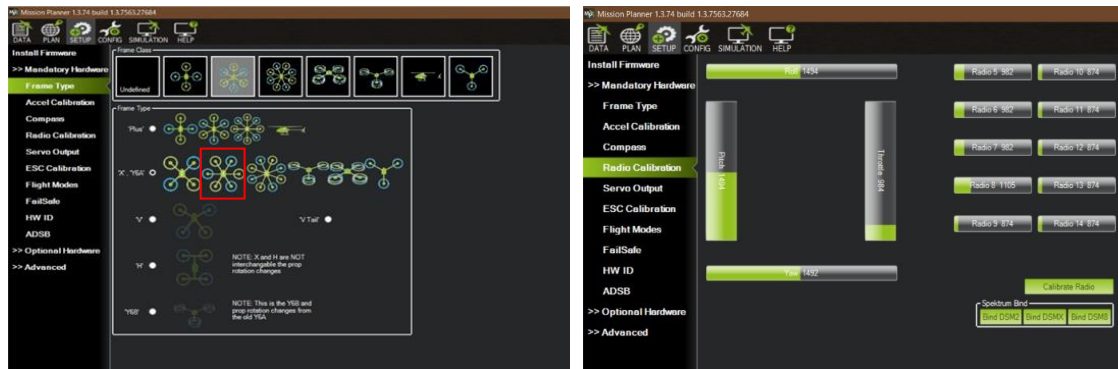 Mission Planner 1.3.74 build 1.3.7563.27684
DATA PLAN SETUP CONFIG SIMULATION HELP
Install Firmware
>> Mandatory Hardware
Frame Type
Accel Calibration
Compass
Radio Calibration
Servo Output
ESC Calibration
Flight Modes
FailSafe
HW ID
ADSB
>> Optional Hardware
>> Advanced
Frame Class
Undefined
Frame Type
'Plus'
'X', 'Y6A'
'V'
'V Tail'
'H'
NOTE: X and H are NOT
interchangable the prop
rotation changes
'Y6B'
NOTE: This is the Y6B and
prop rotation changes from
the old Y6A
Mission Planner 1.3.74 build 1.3.7563.27684
DATA PLAN SETUP CONFIG SIMULATION HELP
Install Firmware
>> Mandatory Hardware
Frame Type
Accel Calibration
Compass
Radio Calibration
Servo Output
ESC Calibration
Flight Modes
FailSafe
HW ID
ADSB
>> Optional Hardware
>> Advanced
Roll 1494
Pitch 1494
Throttle 984
Yaw 1492
Radio 5 982 Radio 10 874
Radio 6 982 Radio 11 874
Radio 7 982 Radio 12 874
Radio 8 1105 Radio 13 874
Radio 9 874 Radio 14 874
Calibrate Radio
Spektrum Bind
Bind DSM2 Bind DSMX Bind DSM8